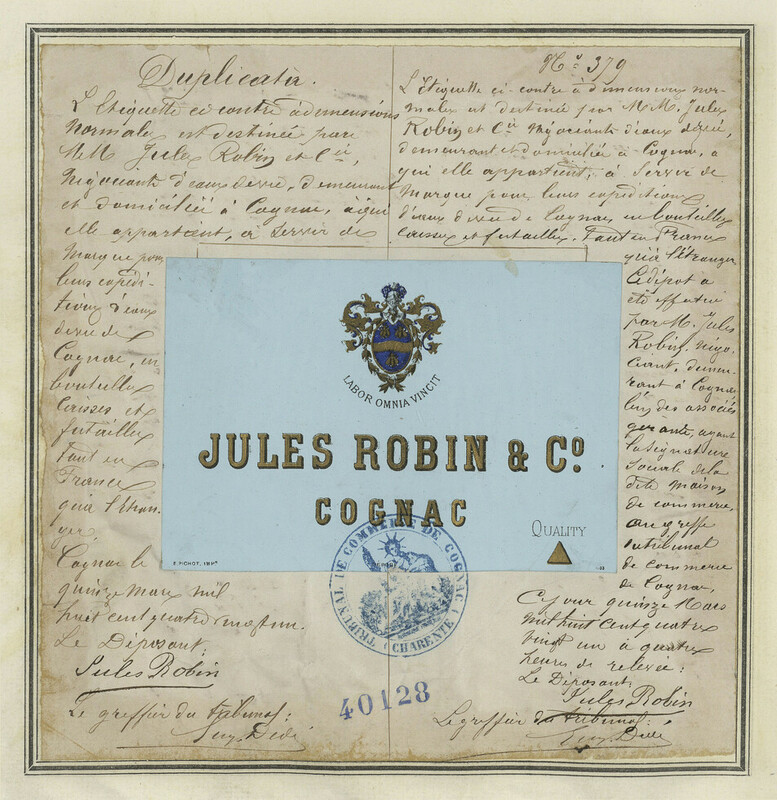 Duplicata.
L'Etiquette ci contre à dimensions
Normales est destinée par
MM Jules Robin et Cie,
Négociants d'eaux de vie, demeurant
et domiciliés à Cognac, à qui
elle appartient, à servir de
Marque pour
leurs expédi-
tions d'eaux
de vie de
Cognac, en
bouteilles
Caisses et
futailles
tant en
France
qu'à l'étran-
ger.
Cognac le
quinze mars mil
huit cent quatre vingt un.
Le Déposant:
Jules Robin
Le greffier du tribunal:
No 379
L'étiquette ci-contre à dimensions nor-
males est destinée par MM. Jules
Robin et Cie Négociants d'eaux de vie,
demeurant et domiciliés à Cognac, à
qui elle appartient, à servir de
Marque pour leurs expéditions
d'eaux de vie de Cognac, en bouteilles
caisses et futailles. Tant en France
qu'à l'étranger
Ce dépôt a
été effectué
par M. Jules
Robin, négo-
ciant, demeu-
rant à Cognac
l'un des associés
gérants, ayant
la signature
sociale de la
dite maison
de commerce,
au greffe
du tribunal
de commerce
de Cognac,
Ce jour quinze Mars
mil huit cent quatre
vingt un à quatre
heures de relevée:
Le Déposant
Jules Robin
Le greffier du tribunal:
LABOR OMNIA VINCIT
JULES ROBIN & Co
COGNAC
QUALITY
F. PICHOT, IMP.
TRIBUNAL DE COMMERCE DE COGNAC
(CHARENTE)
40128